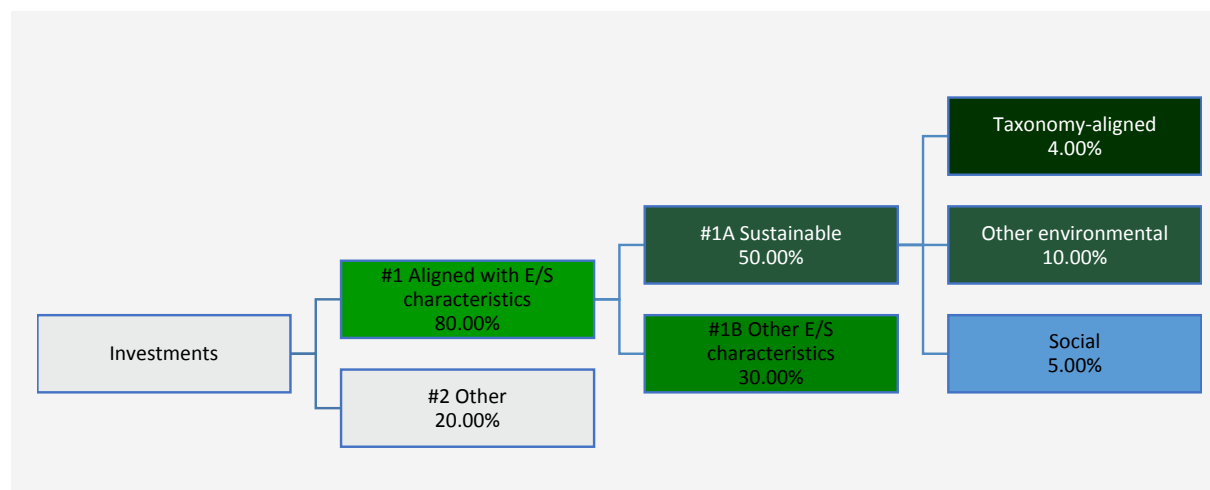 Investments
#1 Aligned with E/S
characteristics
80.00%
#2 Other
20.00%
#1A Sustainable
50.00%
#1B Other E/S
characteristics
30.00%
Taxonomy-aligned
4.00%
Other environmental
10.00%
Social
5.00%